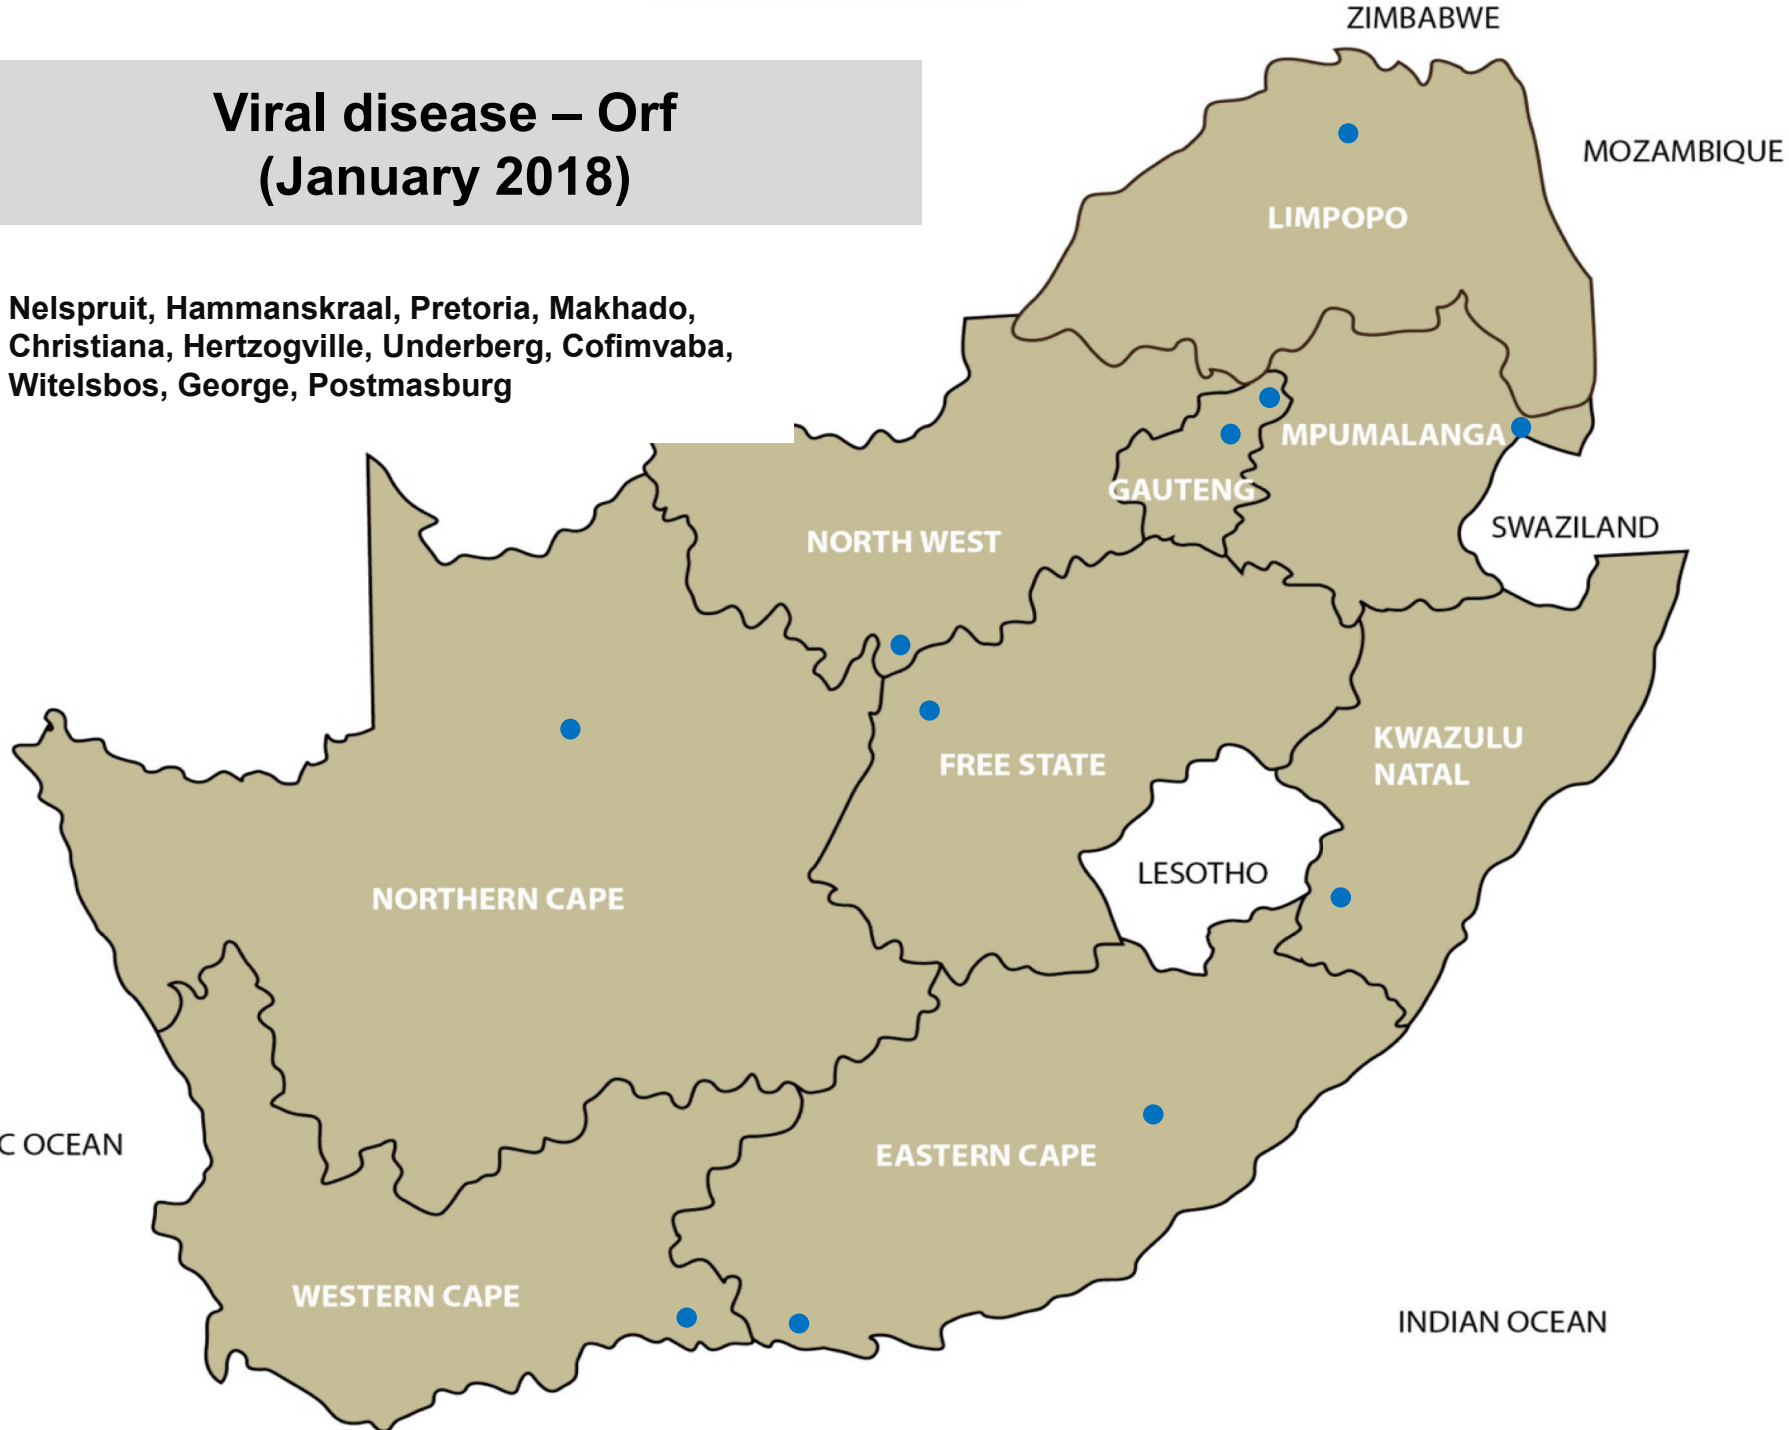 ZIMBABWE
Viral disease – Orf
(January 2018)
MOZAMBIQUE
LIMPOPO
Nelspruit, Hammanskraal, Pretoria, Makhado,
Christiana, Hertzogville, Underberg, Cofimvaba,
Witelsbos, George, Postmasburg
MPUMALANGA
GAUTENG
SWAZILAND
NORTH WEST
KWAZULU
NATAL
FREE STATE
LESOTHO
NORTHERN CAPE
C OCEAN
EASTERN CAPE
WESTERN CAPE
INDIAN OCEAN